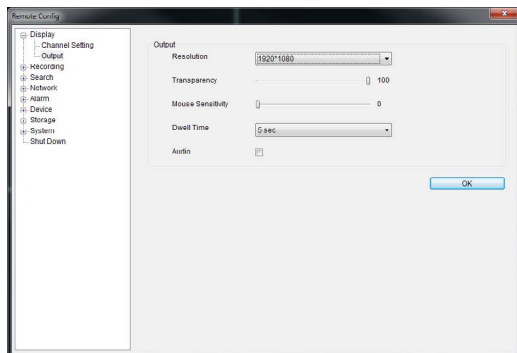 Remote Config
Display
Channel Setting
Output
Recording
Search
Network
Alarm
Device
Storage
System
Shut Down
Output
Resolution 1920*1080
Transparency 100
Mouse Sensitivity 0
Dwell Time 5 sec
Audio
OK